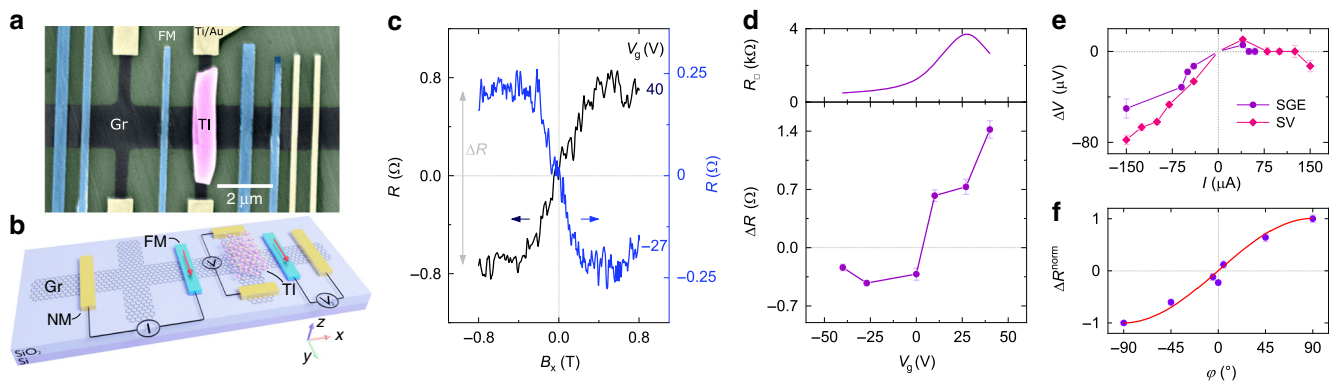 a
FM
Ti/Au
Gr
TI
2 μm
b
FM
V
Gr
TI
NM
I
V
SiO₂
Si
z
x
y
c
Vg (V)
0.8
0.0
−0.8
R (Ω)
ΔR
40
−27
0.25
0
−0.25
R (Ω)
−0.8 0.0 0.8
Bx (T)
d
4
2
0
R□ (kΩ)
1.4
0.7
0.0
−0.7
ΔR (Ω)
−50 −25 0 25 50
Vg (V)
e
0
−80
ΔV (μV)
SGE
SV
−150 −75 0 75 150
I (μA)
f
1
0
−1
ΔR^norm
−90 −45 0 45 90
φ (°)